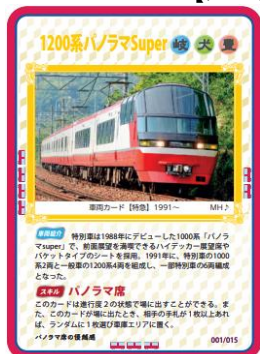 1200系パノラマSuper 岐 犬 豊
車両カード【特急】1991～ MH♪
車両紹介 特別車は1988年にデビューした1000系「パノラ
マsuper」で、前面展望を満喫できるハイデッカー展望席や
バケットタイプのシートを採用。1991年に、特別車の1000
系2両と一般車の1200系4両を組成し、一部特別車の6両編成
となった。
スキル パノラマ席
このカードは進行度2の状態で場に出すことができる。ま
た、このカードが場に出たとき、相手の手札が1枚以上あれ
ば、ランダムに1枚選び車庫エリアに置く。
パノラマ席の優越感
001/015